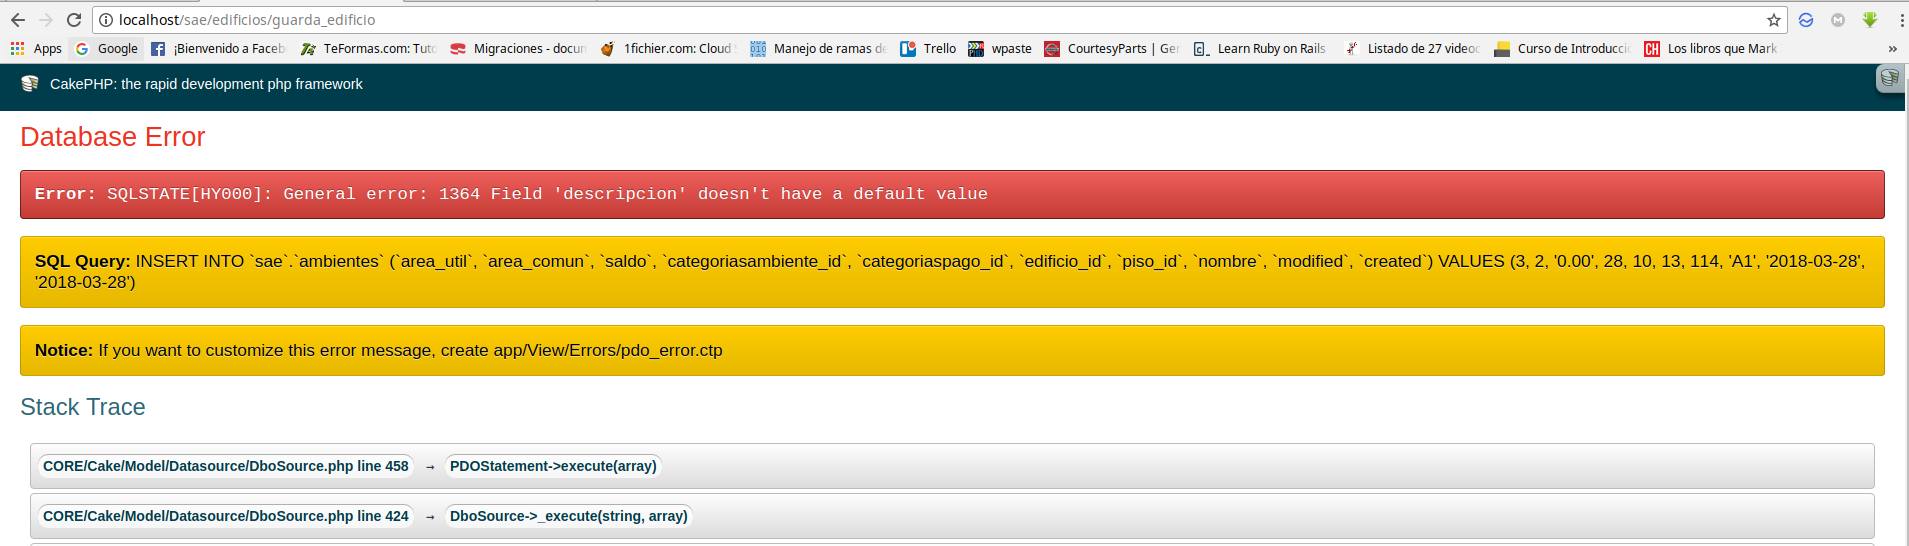 localhost/sae/edificios/guarda_edificio
Apps Google ¡Bienvenido a Faceb TeFormas.com: Tuto Migraciones - docun 1fichier.com: Cloud Manejo de ramas de Trello wpaste CourtesyParts | Ger Learn Ruby on Rails Listado de 27 videoc Curso de Introducci CH Los libros que Mark »
CakePHP: the rapid development php framework
Database Error
Error: SQLSTATE[HY000]: General error: 1364 Field 'descripcion' doesn't have a default value
SQL Query: INSERT INTO `sae`.`ambientes` (`area_util`, `area_comun`, `saldo`, `categoriasambiente_id`, `categoriaspago_id`, `edificio_id`, `piso_id`, `nombre`, `modified`, `created`) VALUES (3, 2, '0.00', 28, 10, 13, 114, 'A1', '2018-03-28',
'2018-03-28')
Notice: If you want to customize this error message, create app/View/Errors/pdo_error.ctp
Stack Trace
CORE/Cake/Model/Datasource/DboSource.php line 458 → PDOStatement->execute(array)
CORE/Cake/Model/Datasource/DboSource.php line 424 → DboSource->_execute(string, array)